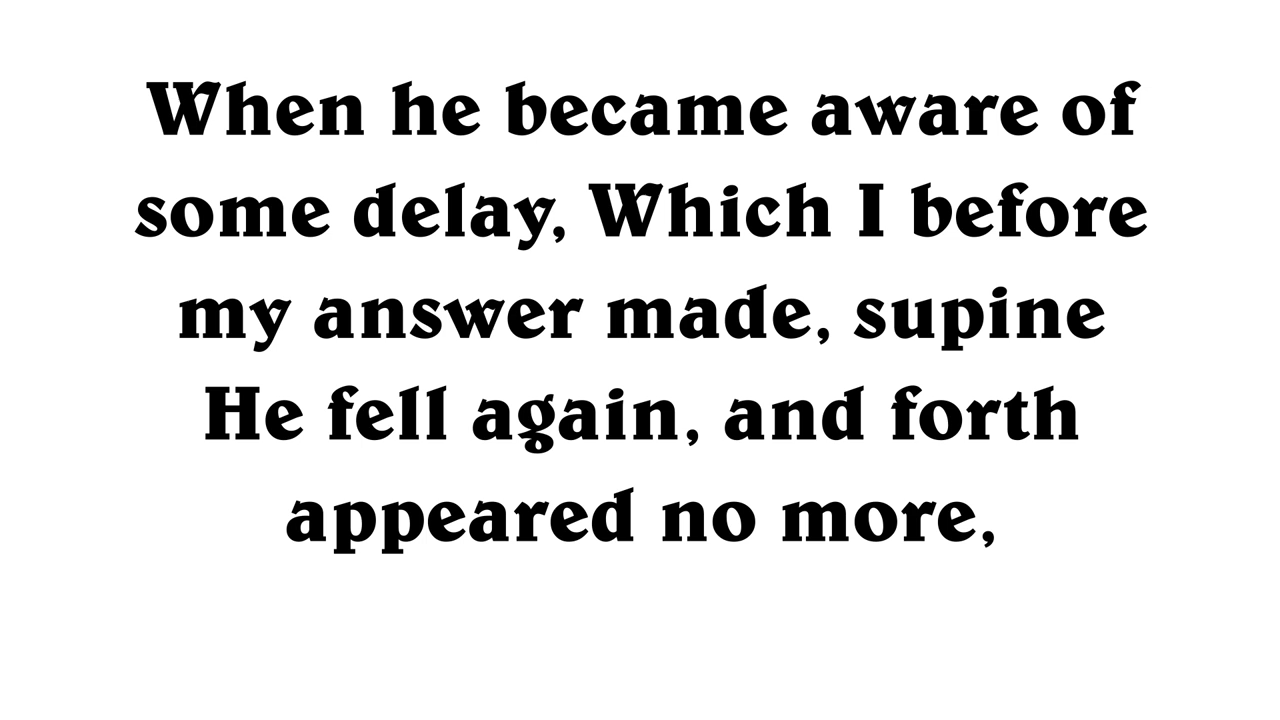 When he became aware of
some delay, Which I before
my answer made, supine
He fell again, and forth
appeared no more,